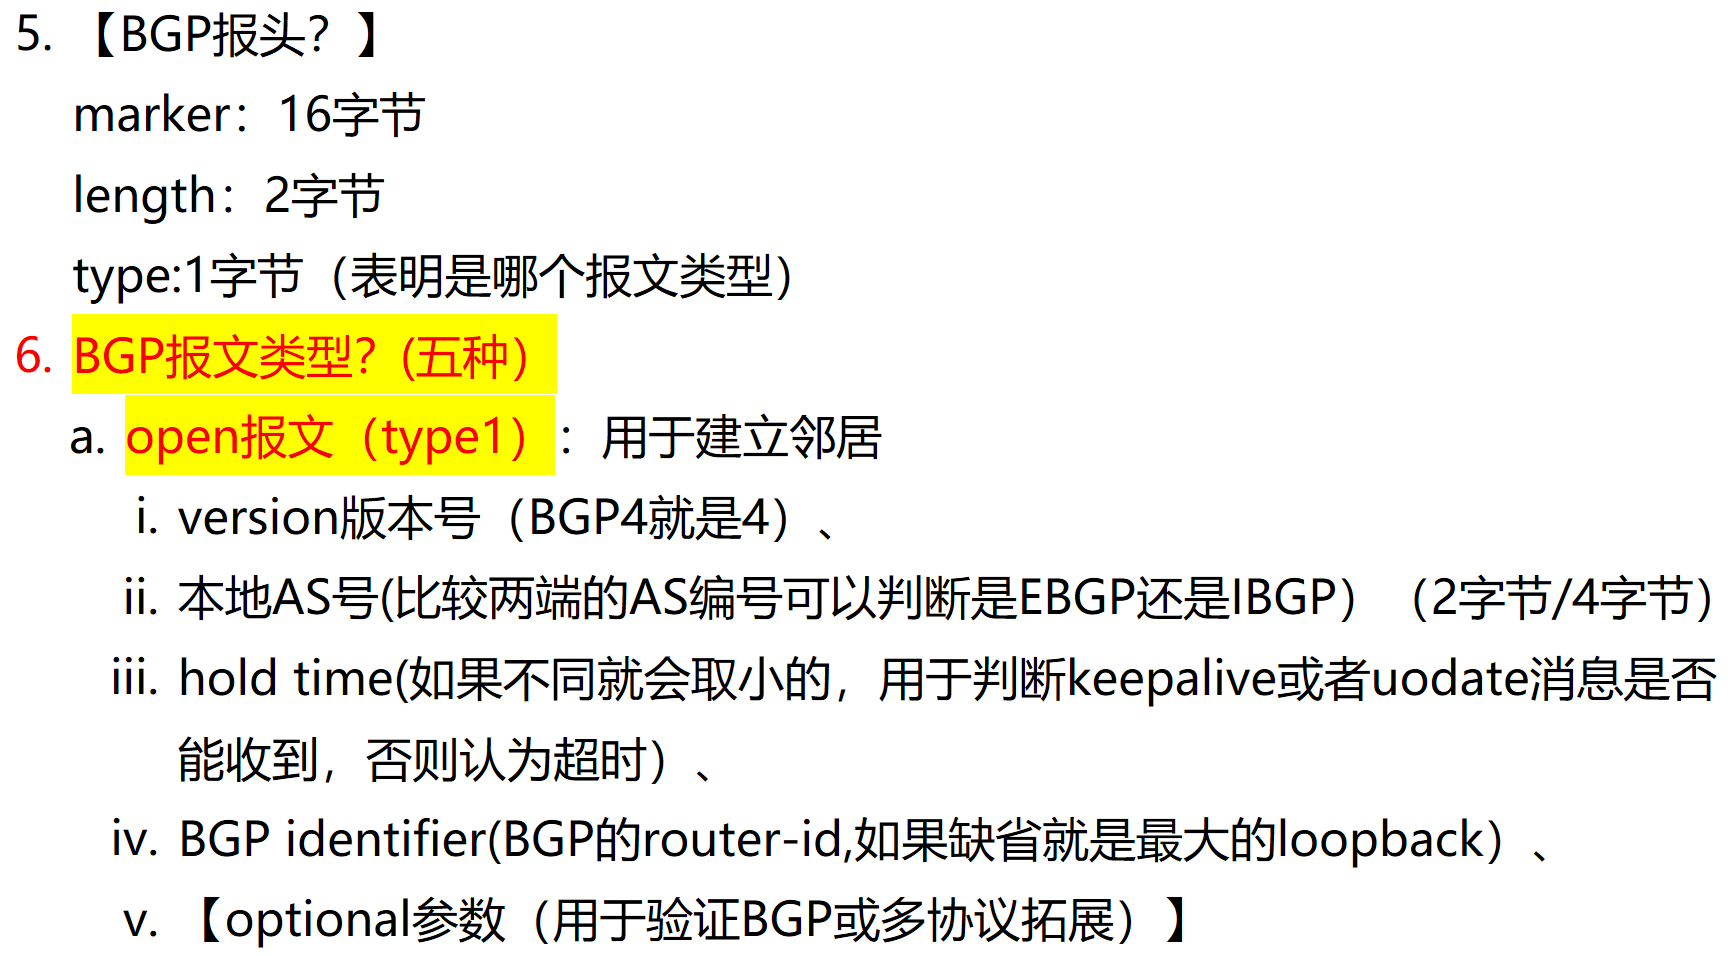 5. 【BGP报头？】
marker：16字节
length：2字节
type:1字节（表明是哪个报文类型）
6. BGP报文类型？(五种）
a. open报文（type1）：用于建立邻居
i. version版本号（BGP4就是4）、
ii. 本地AS号(比较两端的AS编号可以判断是EBGP还是IBGP）（2字节/4字节）
iii. hold time(如果不同就会取小的，用于判断keepalive或者uodate消息是否
能收到，否则认为超时）、
iv. BGP identifier(BGP的router-id,如果缺省就是最大的loopback）、
v. 【optional参数（用于验证BGP或多协议拓展）】